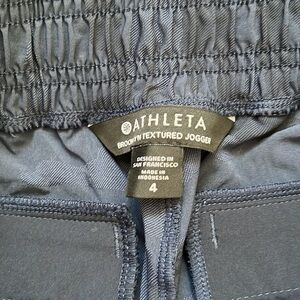 ATHLETA
BROOKLYN TEXTURED JOGGER
DESIGNED IN
SAN FRANCISCO
MADE IN
INDONESIA
4